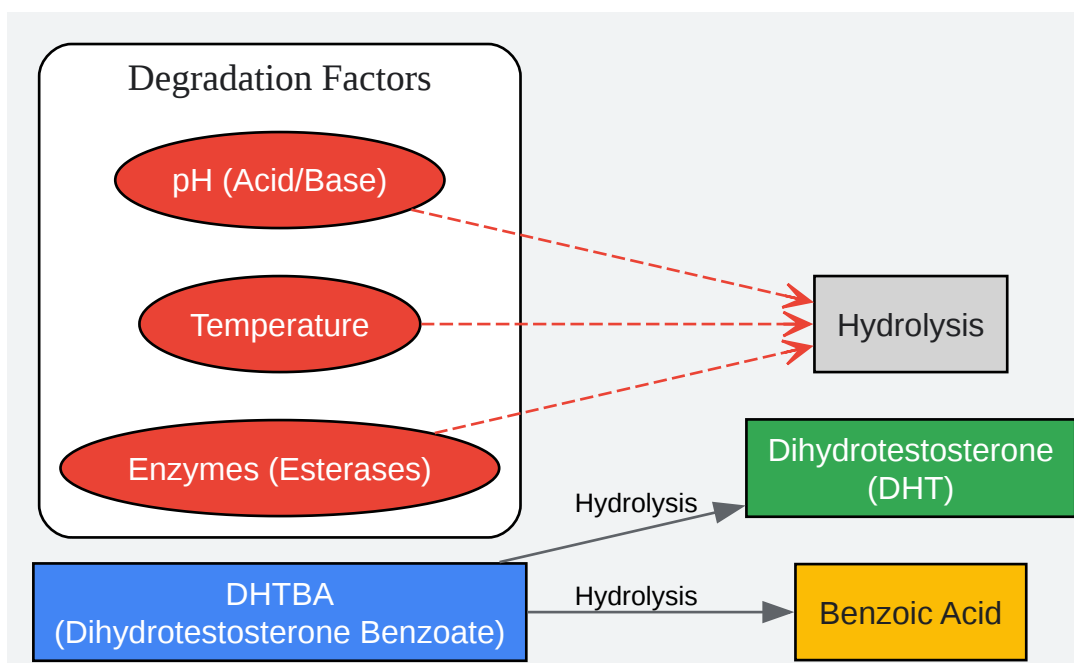 Degradation Factors
pH (Acid/Base)
Temperature
Hydrolysis
Enzymes (Esterases)
Dihydrotestosterone
(DHT)
Hydrolysis
DHTBA
(Dihydrotestosterone Benzoate)
Hydrolysis
Benzoic Acid